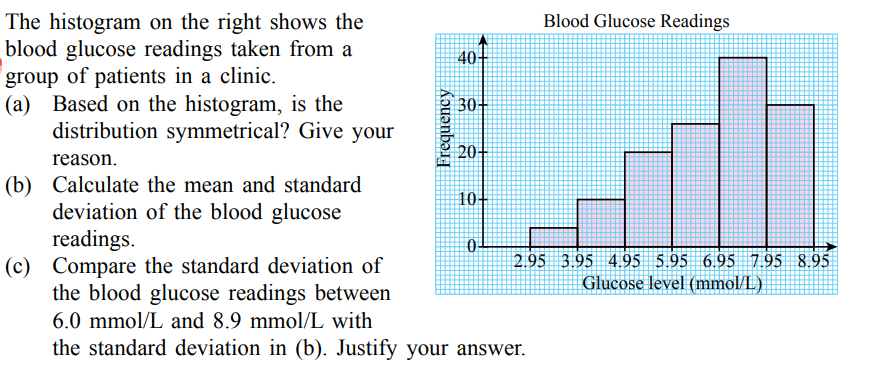 The histogram on the right shows the
blood glucose readings taken from a
group of patients in a clinic.
(a) Based on the histogram, is the
distribution symmetrical? Give your
reason.
(b) Calculate the mean and standard
deviation of the blood glucose
readings.
(c) Compare the standard deviation of
the blood glucose readings between
6.0 mmol/L and 8.9 mmol/L with
the standard deviation in (b). Justify your answer.
Blood Glucose Readings
Frequency
40
30
20
10
0
2.95 3.95 4.95 5.95 6.95 7.95 8.95
Glucose level (mmol/L)